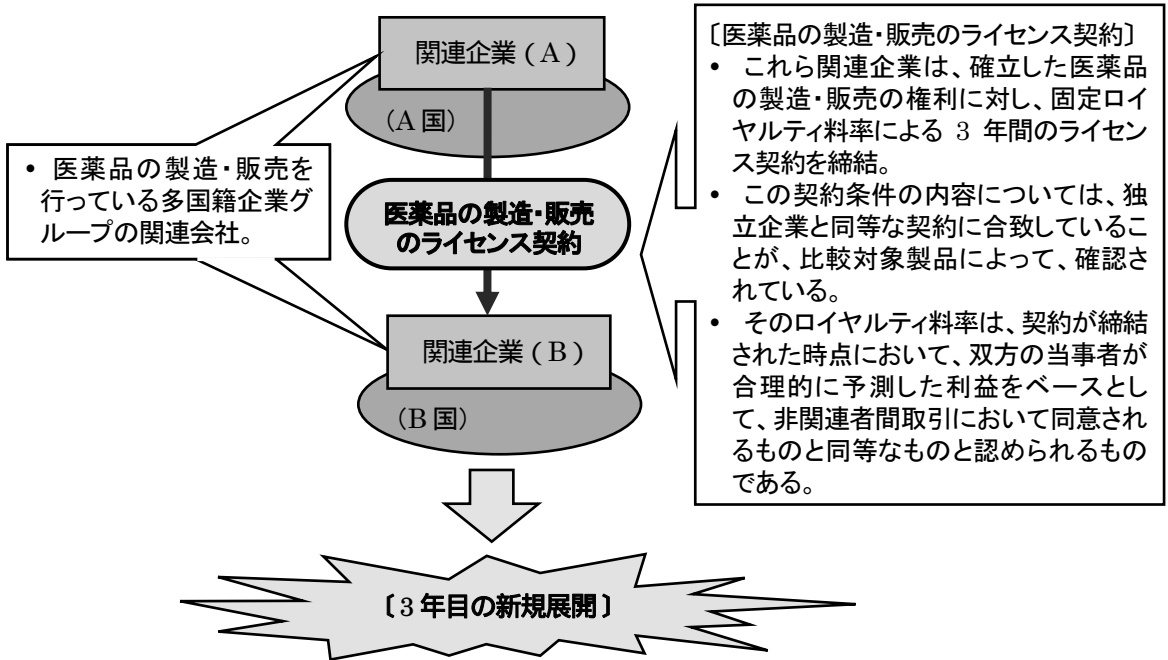 関連企業(A)
(A国)
• 医薬品の製造・販売を
行っている多国籍企業グ
ループの関連会社。
医薬品の製造・販売
のライセンス契約
関連企業(B)
(B国)
〔医薬品の製造・販売のライセンス契約〕
• これら関連企業は、確立した医薬品
の製造・販売の権利に対し、固定ロイ
ヤルティ料率による 3 年間のライセン
ス契約を締結。
• この契約条件の内容については、独
立企業と同等な契約に合致しているこ
とが、比較対象製品によって、確認さ
れている。
• そのロイヤルティ料率は、契約が締結
された時点において、双方の当事者が
合理的に予測した利益をベースとし
て、非関連者間取引において同意され
るものと同等なものと認められるもの
である。
〔3年目の新規展開〕